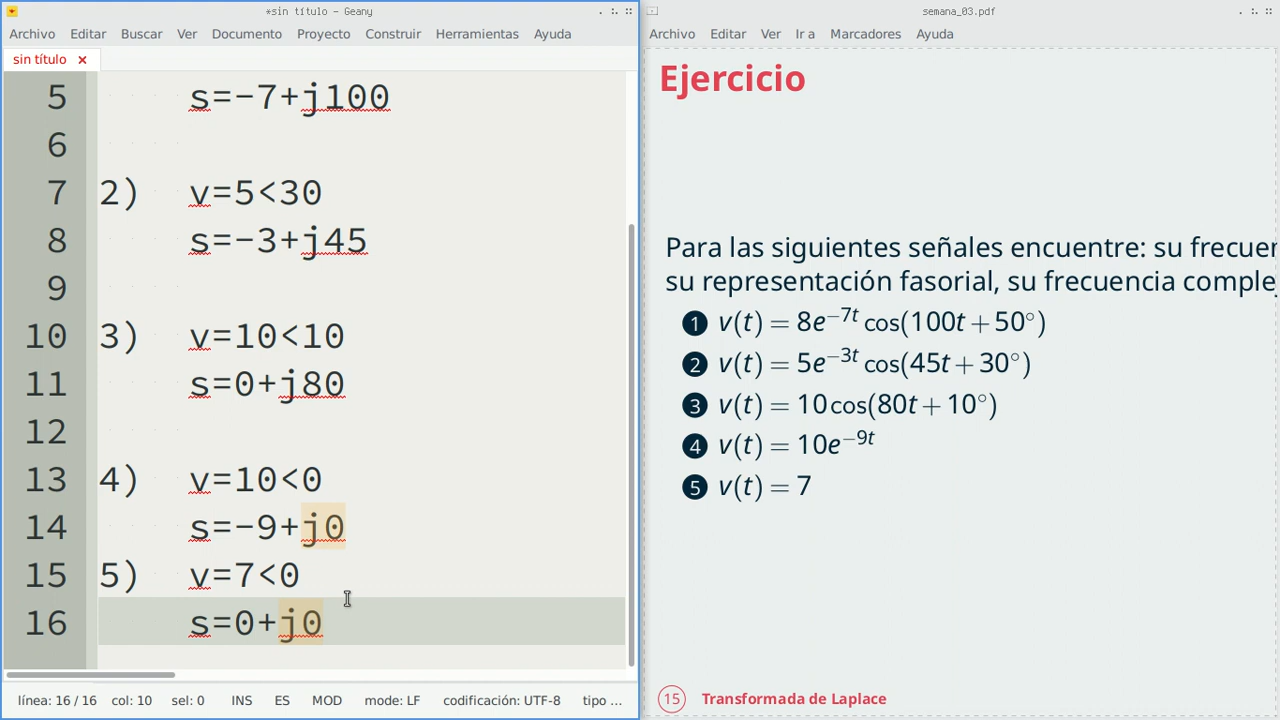 *sin título - Geany
Archivo Editar Buscar Ver Documento Proyecto Construir Herramientas Ayuda
sin título
5 s=-7+j100
6
7 2) v=5<30
8 s=-3+j45
9
10 3) v=10<10
11 s=0+j80
12
13 4) v=10<0
14 s=-9+j0
15 5) v=7<0
16 s=0+j0
línea: 16 / 16 col: 10 sel: 0 INS ES MOD mode: LF codificación: UTF-8 tipo ...
semana_03.pdf
Archivo Editar Ver Ir a Marcadores Ayuda
Ejercicio
Para las siguientes señales encuentre: su frecuen
su representación fasorial, su frecuencia comple
1 v(t) = 8e^{-7t} cos(100t + 50°)
2 v(t) = 5e^{-3t} cos(45t + 30°)
3 v(t) = 10 cos(80t + 10°)
4 v(t) = 10e^{-9t}
5 v(t) = 7
15 Transformada de Laplace